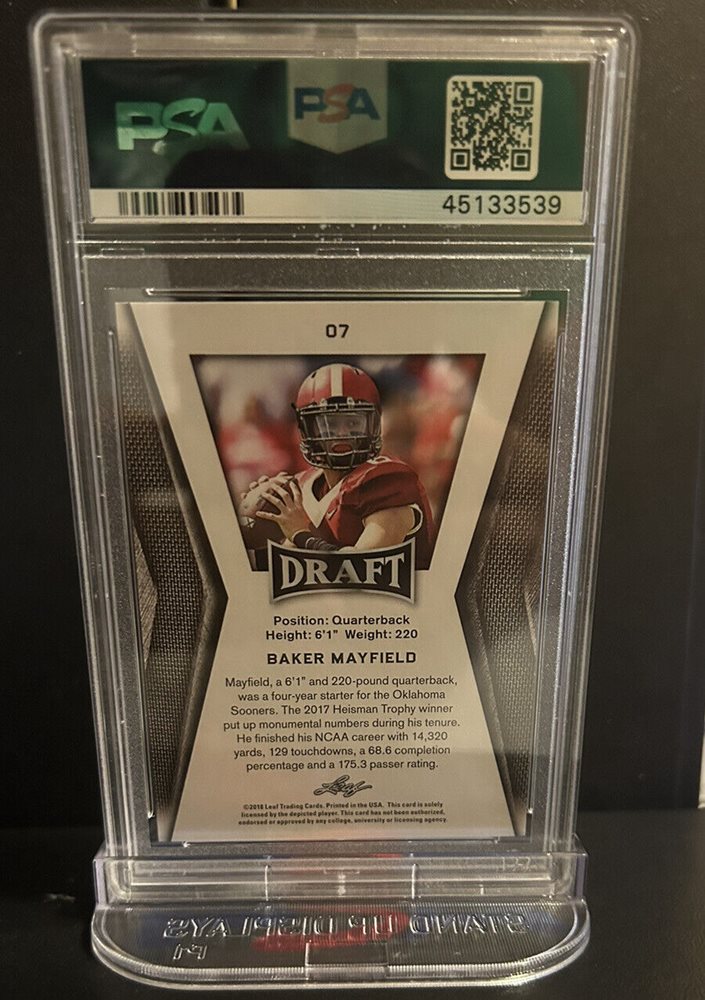 PSA
PSA
45133539
07
DRAFT
Position: Quarterback
Height: 6'1" Weight: 220
BAKER MAYFIELD
Mayfield, a 6'1" and 220-pound quarterback,
was a four-year starter for the Oklahoma
Sooners. The 2017 Heisman Trophy winner
put up monumental numbers during his tenure.
He finished his NCAA career with 14,320
yards, 129 touchdowns, a 68.6 completion
percentage and a 175.3 passer rating.
Leaf
©2018 Leaf Trading Cards. Printed in the USA. This card is solely
licensed by the depicted player. This card has not been authorized,
endorsed or approved by any college, university or licensing agency.
STAND UP DISPLAYS